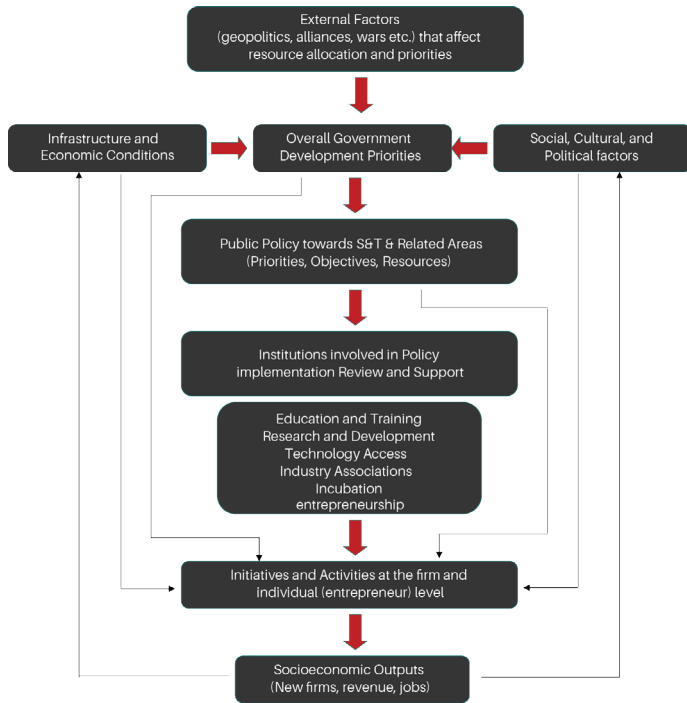 External Factors
(geopolitics, alliances, wars etc.) that affect
resource allocation and priorities
Infrastructure and
Economic Conditions
Overall Government
Development Priorities
Social, Cultural, and
Political factors
Public Policy towards S&T & Related Areas
(Priorities, Objectives, Resources)
Institutions involved in Policy
implementation Review and Support
Education and Training
Research and Development
Technology Access
Industry Associations
Incubation
entrepreneurship
Initiatives and Activities at the firm and
individual (entrepreneur) level
Socioeconomic Outputs
(New firms, revenue, jobs)